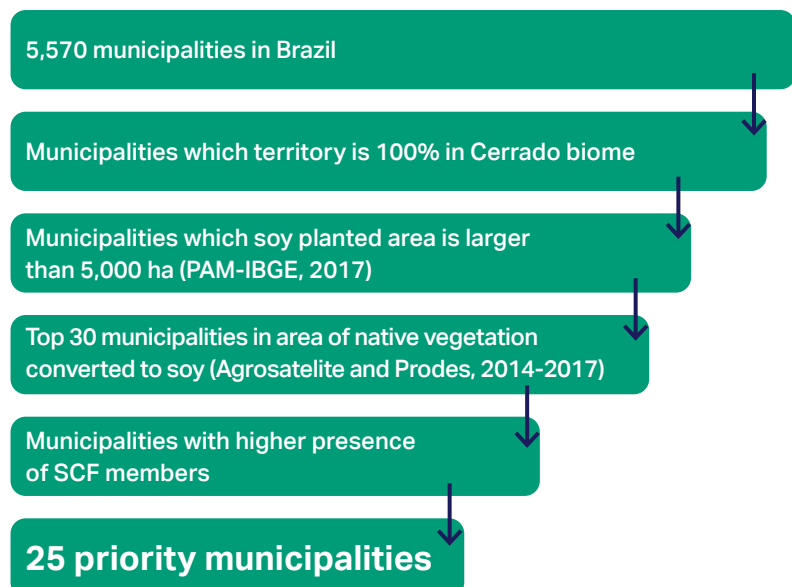 5,570 municipalities in Brazil
Municipalities which territory is 100% in Cerrado biome
Municipalities which soy planted area is larger
than 5,000 ha (PAM-IBGE, 2017)
Top 30 municipalities in area of native vegetation
converted to soy (Agrosatelite and Prodes, 2014-2017)
Municipalities with higher presence
of SCF members
25 priority municipalities